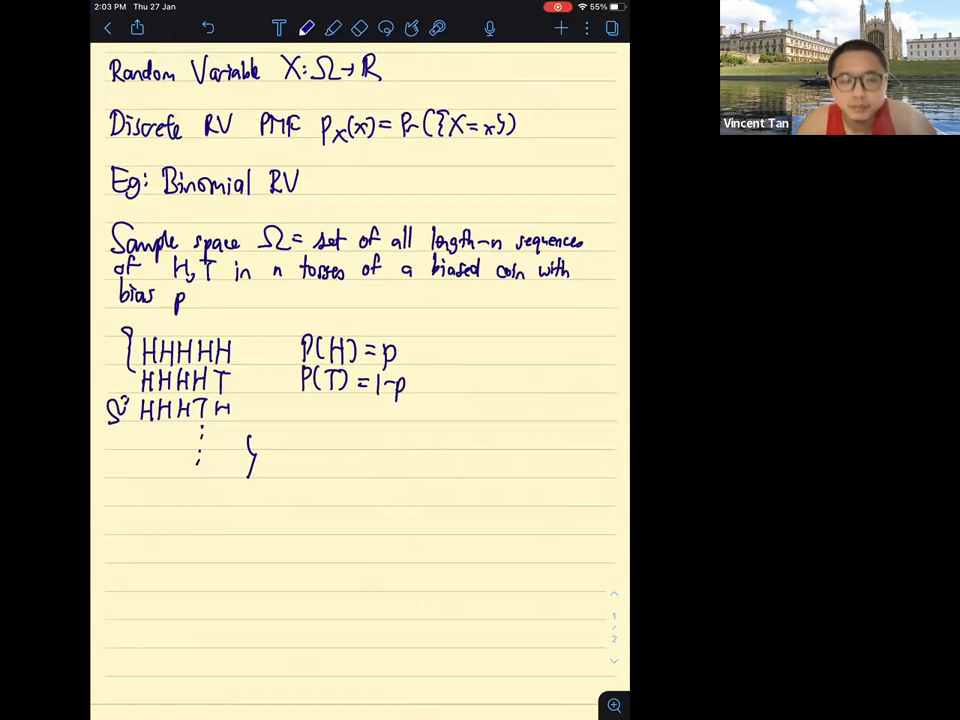 2:03 PM Thu 27 Jan
55%
Random Variable X: Ω→ℝ
Discrete RV PMF p_X(x) = Pr({X = x})
Eg: Binomial RV
Sample space Ω = set of all length-n sequences
of H, T in n tosses of a biased coin with
bias p
{ HHHHH P(H) = p
HHHHT P(T) = 1-p
HHHTH
⋮
⋮ }
1
2
Vincent Tan